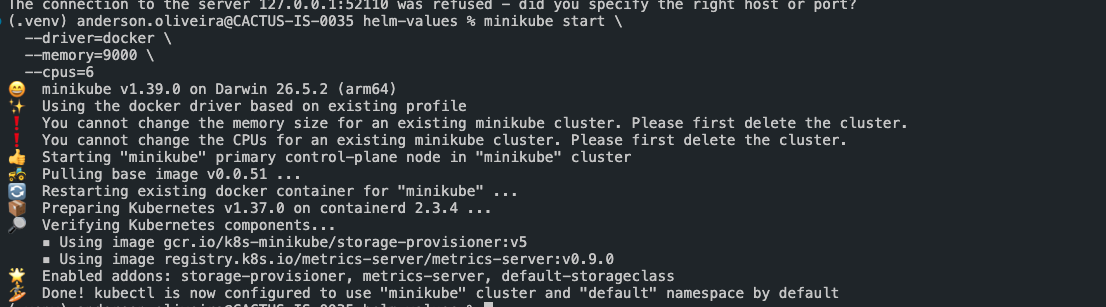 The connection to the server 127.0.0.1:52110 was refused - did you specify the right host or port?
(.venv) anderson.oliveira@CACTUS-IS-0035 helm-values % minikube start \
--driver=docker \
--memory=9000 \
--cpus=6
minikube v1.39.0 on Darwin 26.5.2 (arm64)
Using the docker driver based on existing profile
You cannot change the memory size for an existing minikube cluster. Please first delete the cluster.
You cannot change the CPUs for an existing minikube cluster. Please first delete the cluster.
Starting "minikube" primary control-plane node in "minikube" cluster
Pulling base image v0.0.51 ...
Restarting existing docker container for "minikube" ...
Preparing Kubernetes v1.37.0 on containerd 2.3.4 ...
Verifying Kubernetes components...
▪ Using image gcr.io/k8s-minikube/storage-provisioner:v5
▪ Using image registry.k8s.io/metrics-server/metrics-server:v0.9.0
Enabled addons: storage-provisioner, metrics-server, default-storageclass
Done! kubectl is now configured to use "minikube" cluster and "default" namespace by default